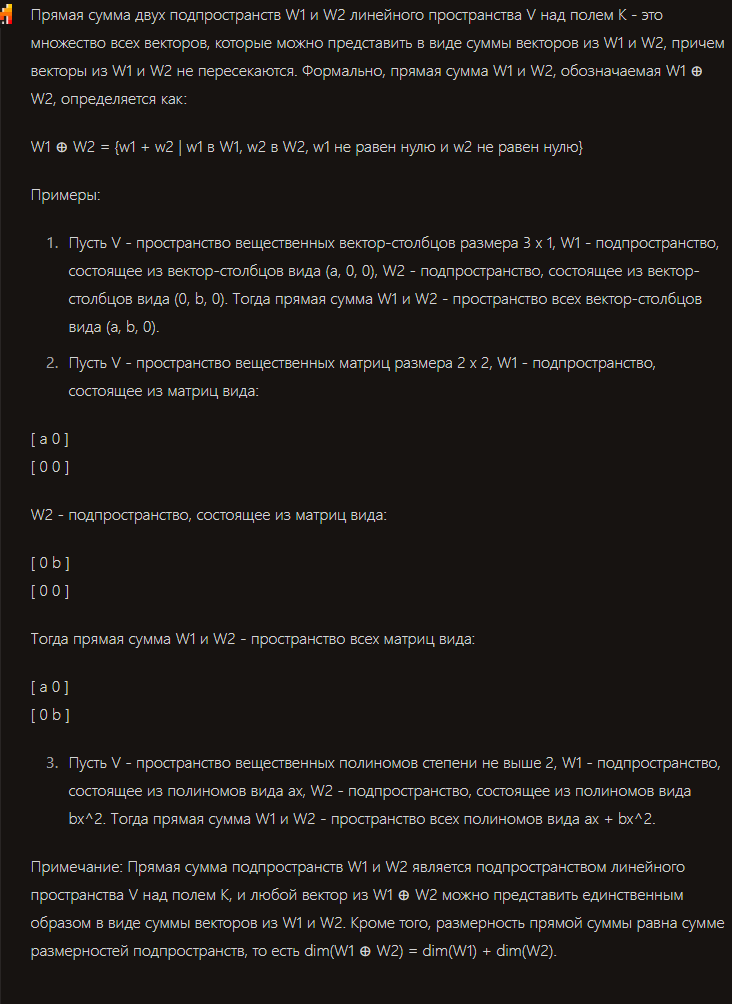 Прямая сумма двух подпространств W1 и W2 линейного пространства V над полем K - это
множество всех векторов, которые можно представить в виде суммы векторов из W1 и W2, причем
векторы из W1 и W2 не пересекаются. Формально, прямая сумма W1 и W2, обозначаемая W1 ⊕
W2, определяется как:
W1 ⊕ W2 = {w1 + w2 | w1 в W1, w2 в W2, w1 не равен нулю и w2 не равен нулю}
Примеры:
1. Пусть V - пространство вещественных вектор-столбцов размера 3 x 1, W1 - подпространство,
состоящее из вектор-столбцов вида (a, 0, 0), W2 - подпространство, состоящее из вектор-
столбцов вида (0, b, 0). Тогда прямая сумма W1 и W2 - пространство всех вектор-столбцов
вида (a, b, 0).
2. Пусть V - пространство вещественных матриц размера 2 x 2, W1 - подпространство,
состоящее из матриц вида:
[ a 0 ]
[ 0 0 ]
W2 - подпространство, состоящее из матриц вида:
[ 0 b ]
[ 0 0 ]
Тогда прямая сумма W1 и W2 - пространство всех матриц вида:
[ a 0 ]
[ 0 b ]
3. Пусть V - пространство вещественных полиномов степени не выше 2, W1 - подпространство,
состоящее из полиномов вида ax, W2 - подпространство, состоящее из полиномов вида
bx^2. Тогда прямая сумма W1 и W2 - пространство всех полиномов вида ax + bx^2.
Примечание: Прямая сумма подпространств W1 и W2 является подпространством линейного
пространства V над полем K, и любой вектор из W1 ⊕ W2 можно представить единственным
образом в виде суммы векторов из W1 и W2. Кроме того, размерность прямой суммы равна сумме
размерностей подпространств, то есть dim(W1 ⊕ W2) = dim(W1) + dim(W2).